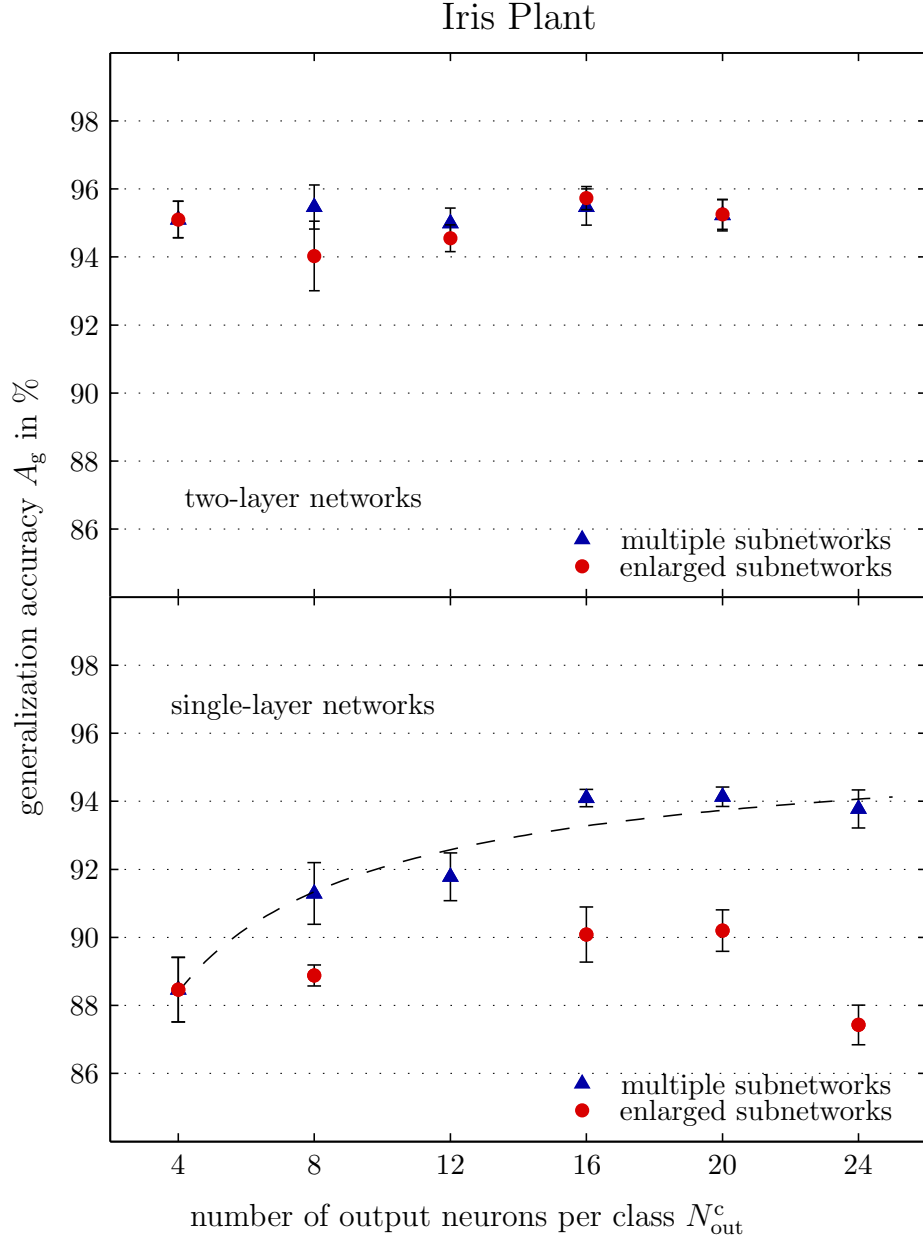 Iris Plant
generalization accuracy A_g in %
98
96
94
92
90
88
86
two-layer networks
multiple subnetworks
enlarged subnetworks
98
96
94
92
90
88
86
single-layer networks
multiple subnetworks
enlarged subnetworks
4 8 12 16 20 24
number of output neurons per class N^c_out